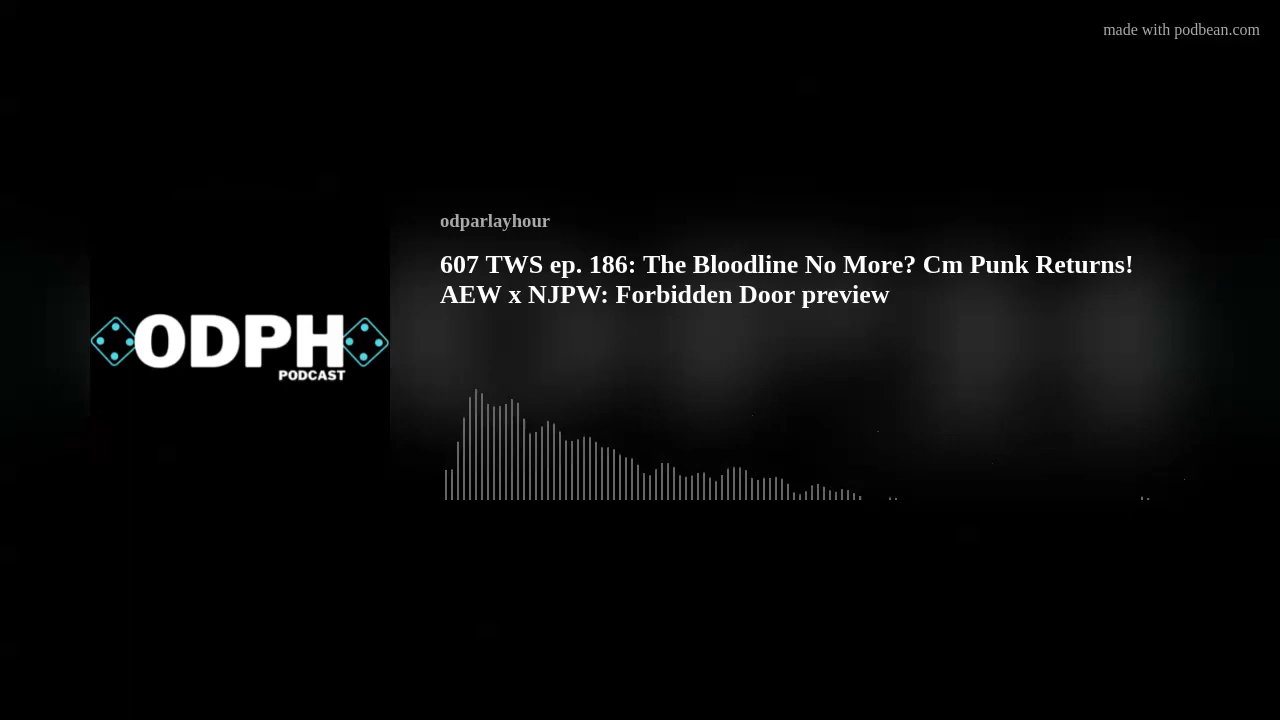 made with podbean.com
odparlayhour
607 TWS ep. 186: The Bloodline No More? Cm Punk Returns!
AEW x NJPW: Forbidden Door preview
ODPH
PODCAST